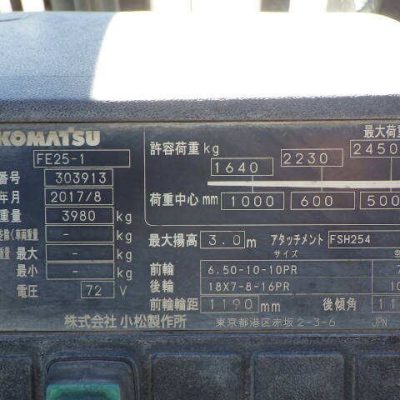 KOMATSU
FE25-1
番号 303913
年月 2017/8
重量 3980 kg
- kg
最大 - kg
最小 - kg
電圧 72 V
最大荷重
許容荷重 kg 1640 2230 2450
荷重中心 mm 1000 600 500
最大揚高 3.0 m アタッチメント FSH254
サイズ
前輪 6.50-10-10PR
後輪 18X7-8-16PR
前輪輪距 1190 mm 後傾角
株式会社 小松製作所 東京都港区赤坂2-3-6 JPN